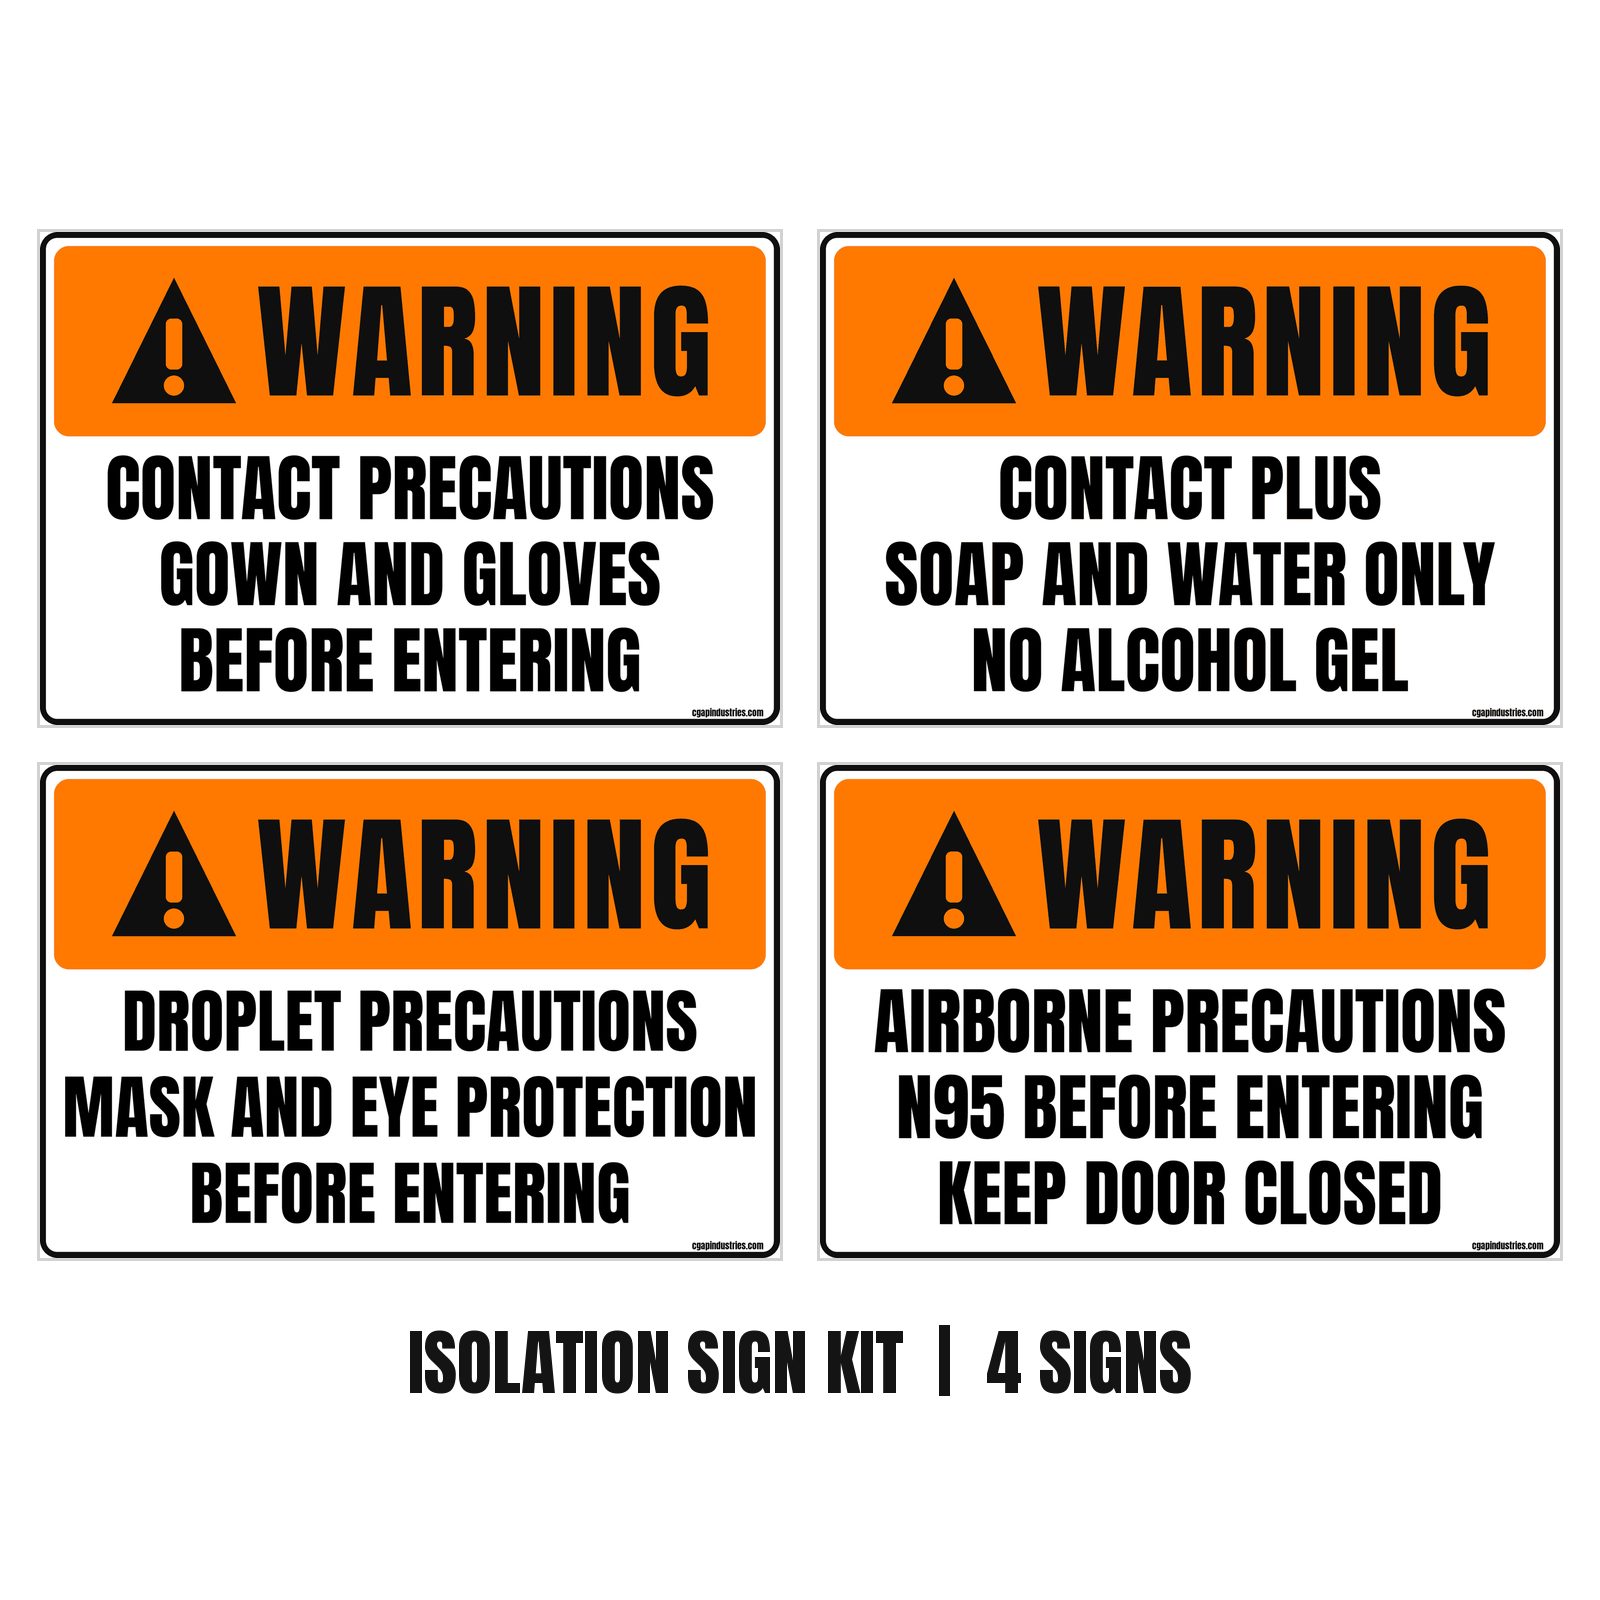 WARNING
CONTACT PRECAUTIONS
GOWN AND GLOVES
BEFORE ENTERING
cgapindustries.com
WARNING
CONTACT PLUS
SOAP AND WATER ONLY
NO ALCOHOL GEL
cgapindustries.com
WARNING
DROPLET PRECAUTIONS
MASK AND EYE PROTECTION
BEFORE ENTERING
cgapindustries.com
WARNING
AIRBORNE PRECAUTIONS
N95 BEFORE ENTERING
KEEP DOOR CLOSED
cgapindustries.com
ISOLATION SIGN KIT | 4 SIGNS